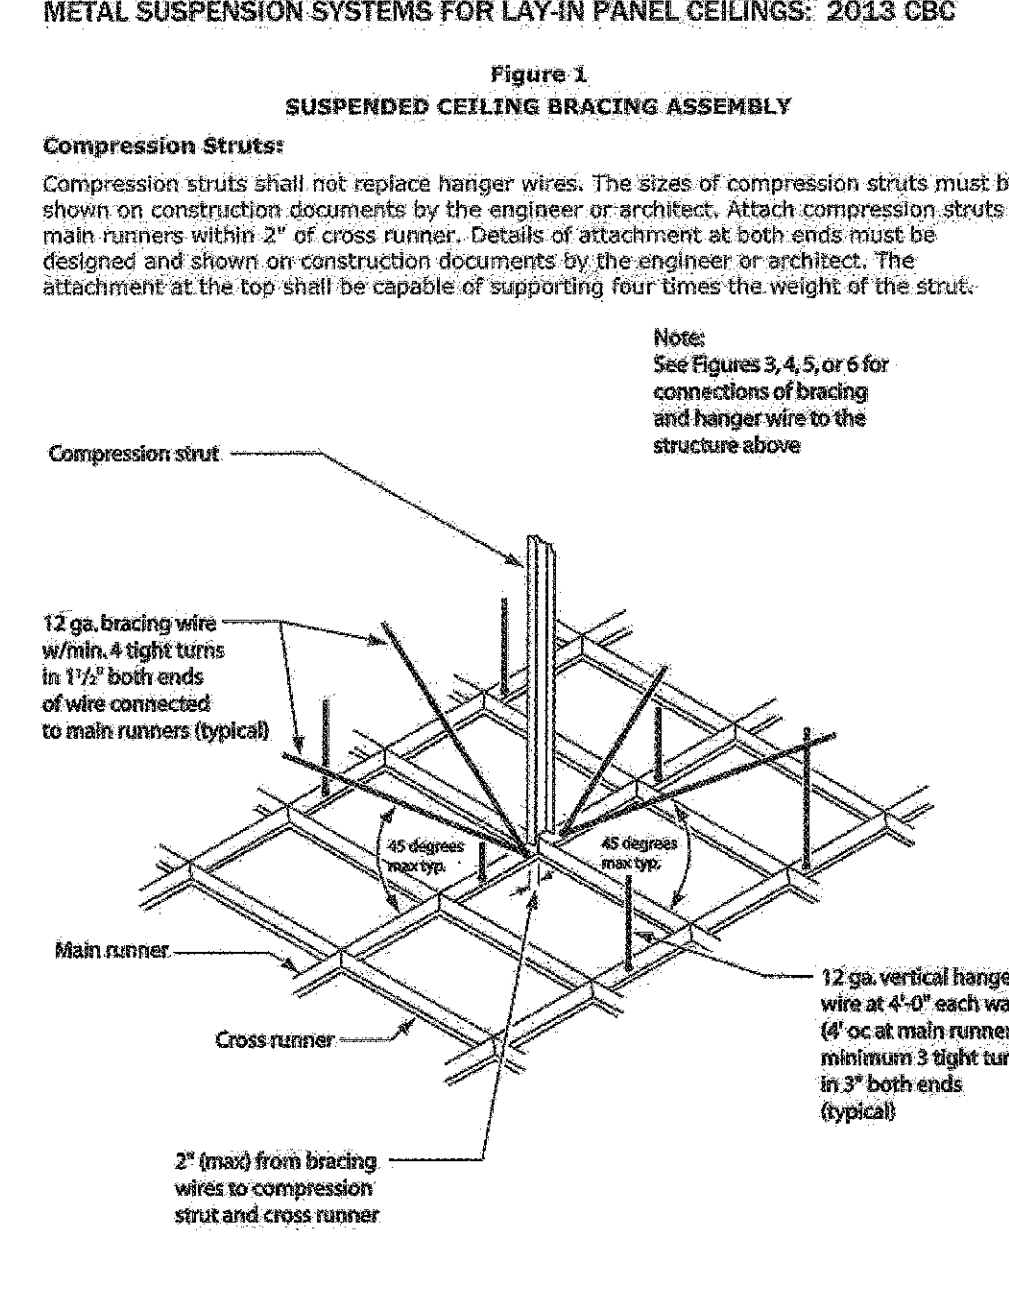 METAL SUSPENSION SYSTEMS FOR LAY-IN PANEL CEILINGS: 2013 CBC
Figure 1
SUSPENDED CEILING BRACING ASSEMBLY
Compression Struts:
Compression struts shall not replace hanger wires. The sizes of compression struts must b
shown on construction documents by the engineer or architect. Attach compression struts
main runners within 2" of cross runner. Details of attachment at both ends must be
designed and shown on construction documents by the engineer or architect. The
attachment at the top shall be capable of supporting four times the weight of the strut.
Note:
See Figures 3, 4, 5, or 6 for
connections of bracing
and hanger wire to the
structure above
Compression strut
12 ga. bracing wire
w/min. 4 tight turns
in 1½" both ends
of wire connected
to main runners (typical)
45 degrees
max typ.
45 degrees
max typ.
Main runner
12 ga. vertical hange
wire at 4'-0" each wa
(4' oc at main runner
minimum 3 tight tur
in 3" both ends
(typical)
Cross runner
2" (max) from bracing
wires to compression
strut and cross runner